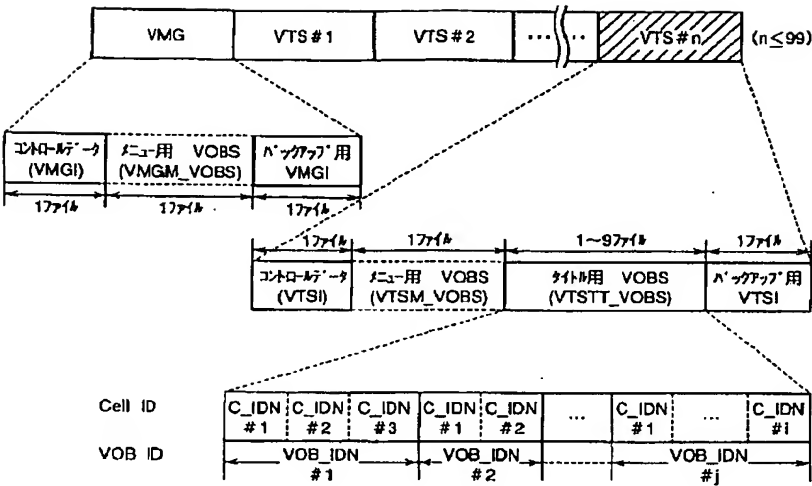 VMG VTS#1 VTS#2 ... .. VTS#n (n≦99)
コントロールデータ メニュー用 VOBS バックアップ用
(VMGI) (VMGM_VOBS) VMGI
1ファイル 1ファイル 1ファイル
1ファイル 1ファイル 1～9ファイル 1ファイル
コントロールデータ メニュー用 VOBS タイトル用 VOBS バックアップ用
(VTSI) (VTSM_VOBS) (VTSTT_VOBS) VTSI
Cell ID C_IDN C_IDN C_IDN C_IDN C_IDN ... C_IDN ... C_IDN
#1 #2 #3 #1 #2 #1 #i
VOB ID VOB_IDN VOB_IDN VOB_IDN
#1 #2 #j